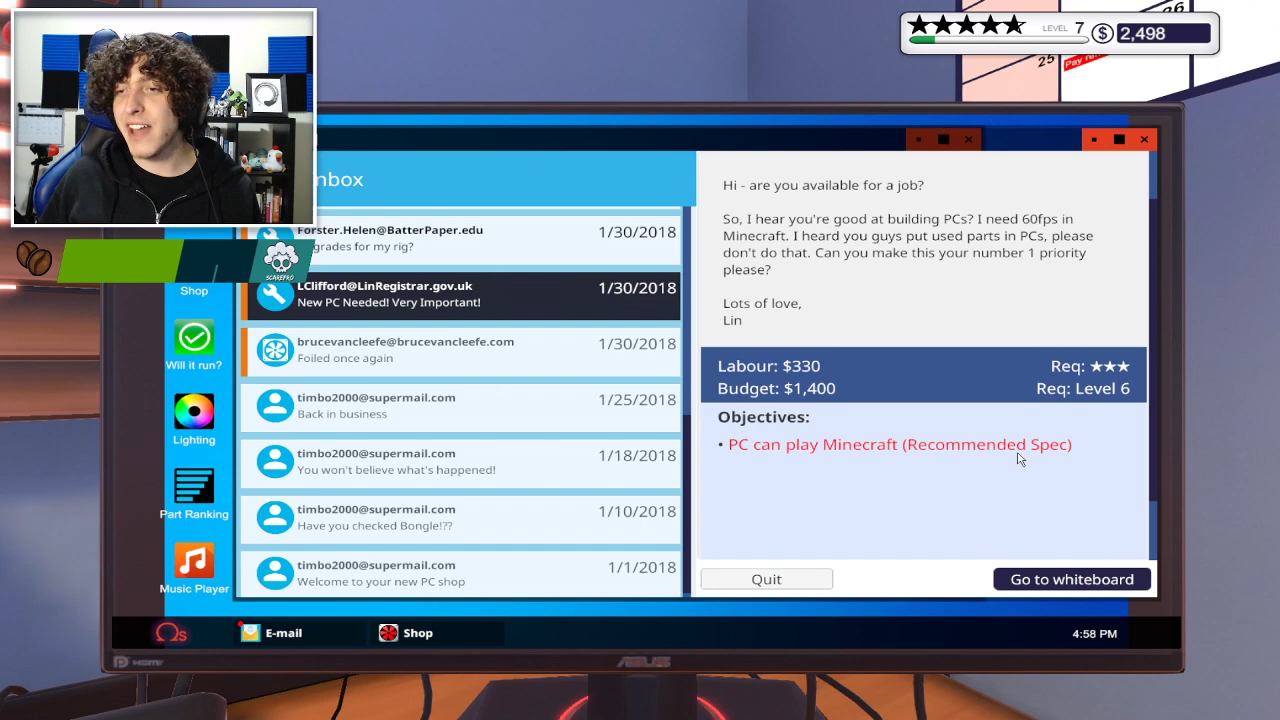 26
LEVEL 7
$ 2,498
25
nbox
Forster.Helen@BatterPaper.edu 1/30/2018
grades for my rig?
LClifford@LinRegistrar.gov.uk 1/30/2018
New PC Needed! Very Important!
brucevancleefe@brucevancleefe.com 1/30/2018
Foiled once again
timbo2000@supermail.com 1/25/2018
Back in business
timbo2000@supermail.com 1/18/2018
You won't believe what's happened!
timbo2000@supermail.com 1/10/2018
Have you checked Bongle!??
timbo2000@supermail.com 1/1/2018
Welcome to your new PC shop
SCAREPRO
Shop
Will it run?
Lighting
Part Ranking
Music Player
Hi - are you available for a job?
So, I hear you're good at building PCs? I need 60fps in
Minecraft. I heard you guys put used parts in PCs, please
don't do that. Can you make this your number 1 priority
please?
Lots of love,
Lin
Labour: $330 Req: ★★★
Budget: $1,400 Req: Level 6
Objectives:
• PC can play Minecraft (Recommended Spec)
Quit Go to whiteboard
Ωs E-mail Shop 4:58 PM
HDMI ASUS